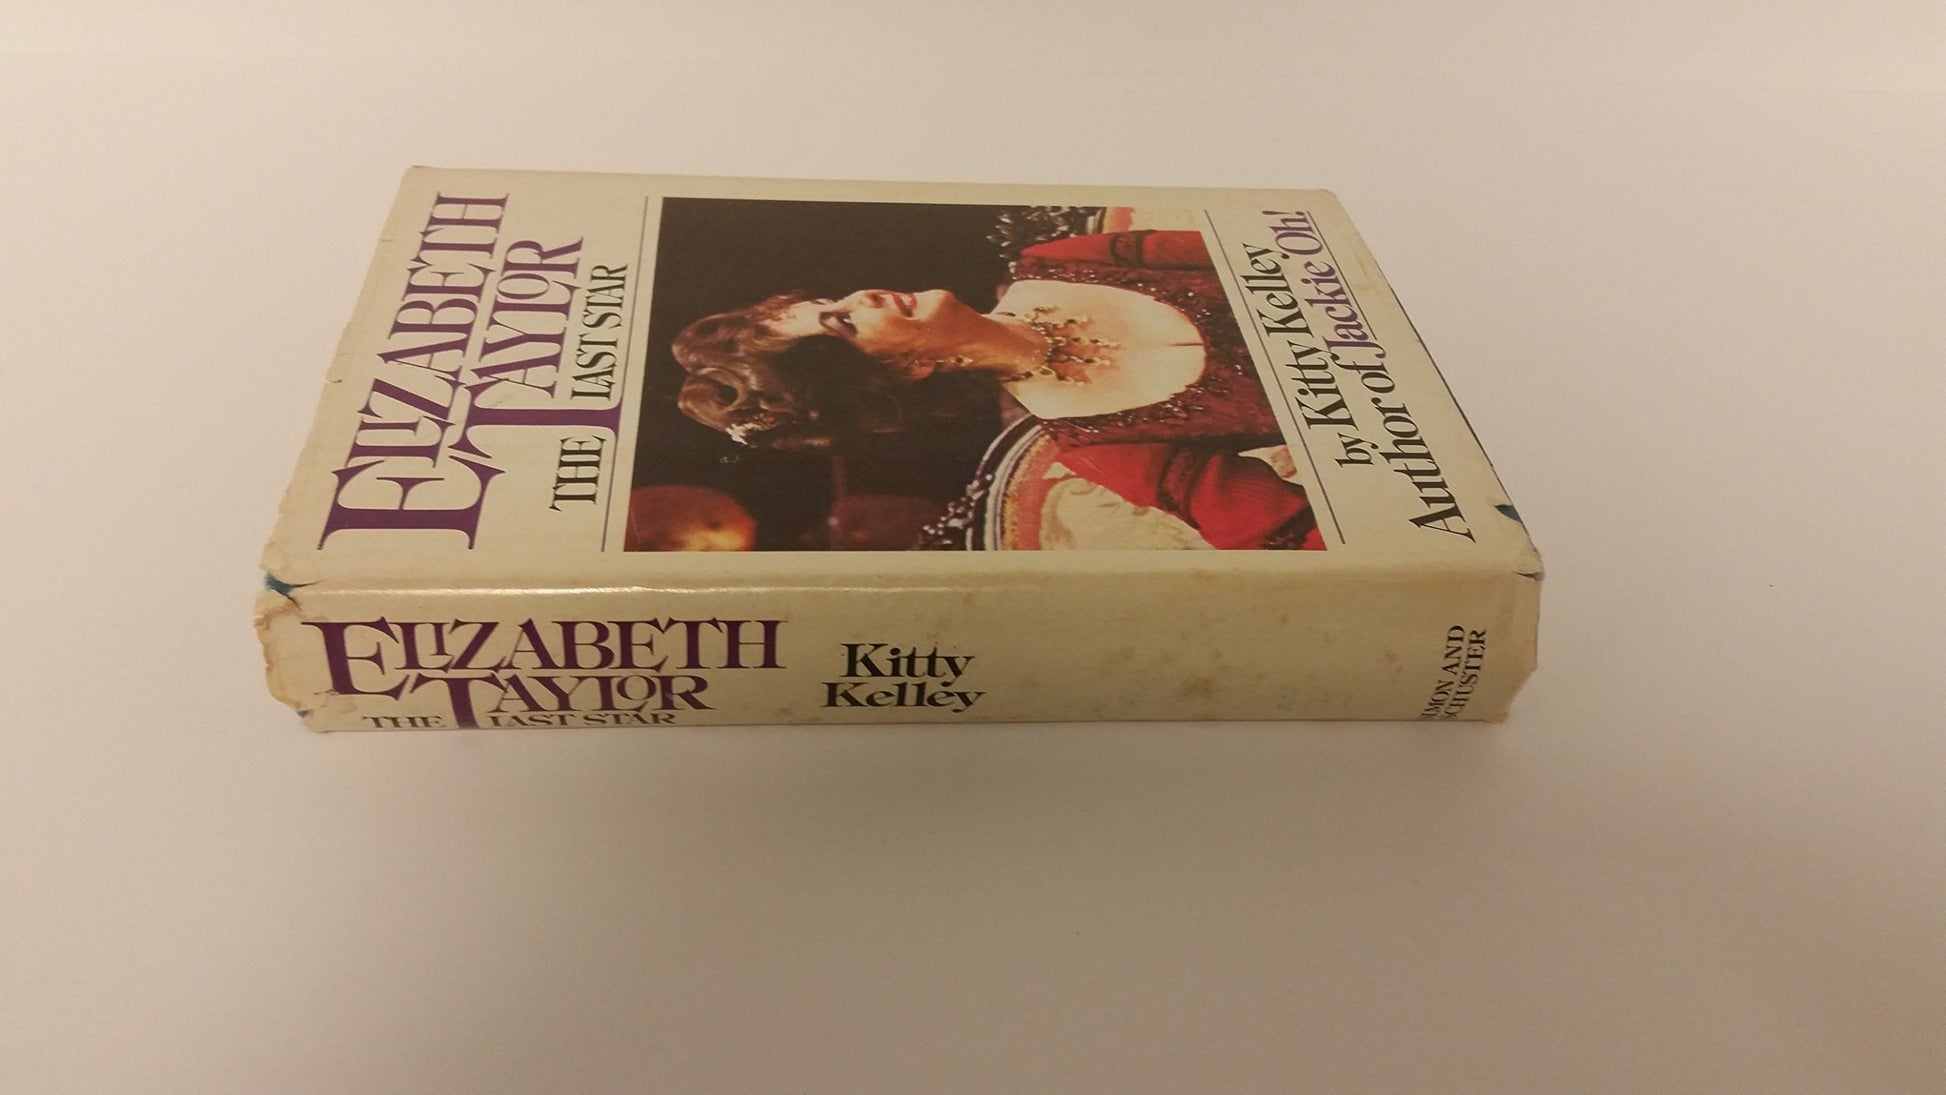 ELIZABETH
TAYLOR
THE LAST STAR
by Kitty Kelley
Author of Jackie Oh!
ELIZABETH
TAYLOR
THE LAST STAR
Kitty
Kelley
SIMON AND
SCHUSTER